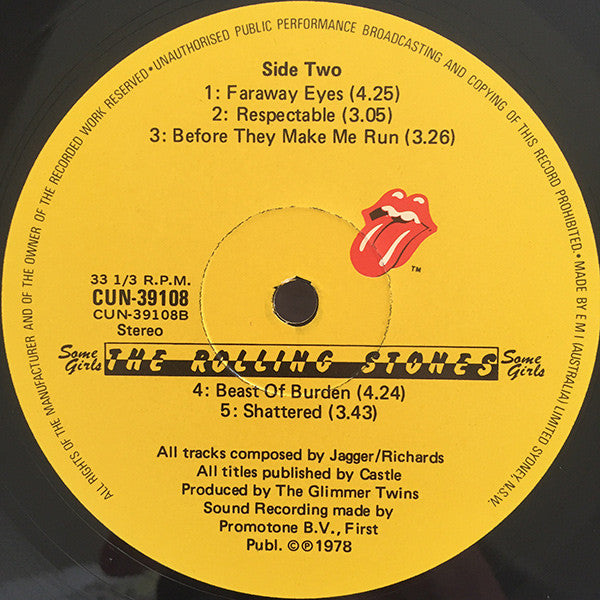 ALL RIGHTS OF THE MANUFACTURER AND OF THE OWNER OF THE RECORDED WORK RESERVED • UNAUTHORISED PUBLIC PERFORMANCE BROADCASTING AND COPYING OF THIS RECORD PROHIBITED. • MADE BY E M I (AUSTRALIA) LIMITED SYDNEY, N.S.W.
Side Two
1: Faraway Eyes (4.25)
2: Respectable (3.05)
3: Before They Make Me Run (3.26)
TM
33 1/3 R.P.M.
CUN-39108
CUN-39108B
Stereo
Some Girls THE ROLLING STONES Some Girls
4: Beast Of Burden (4.24)
5: Shattered (3.43)
All tracks composed by Jagger/Richards
All titles published by Castle
Produced by The Glimmer Twins
Sound Recording made by
Promotone B.V., First
Publ. ©℗1978